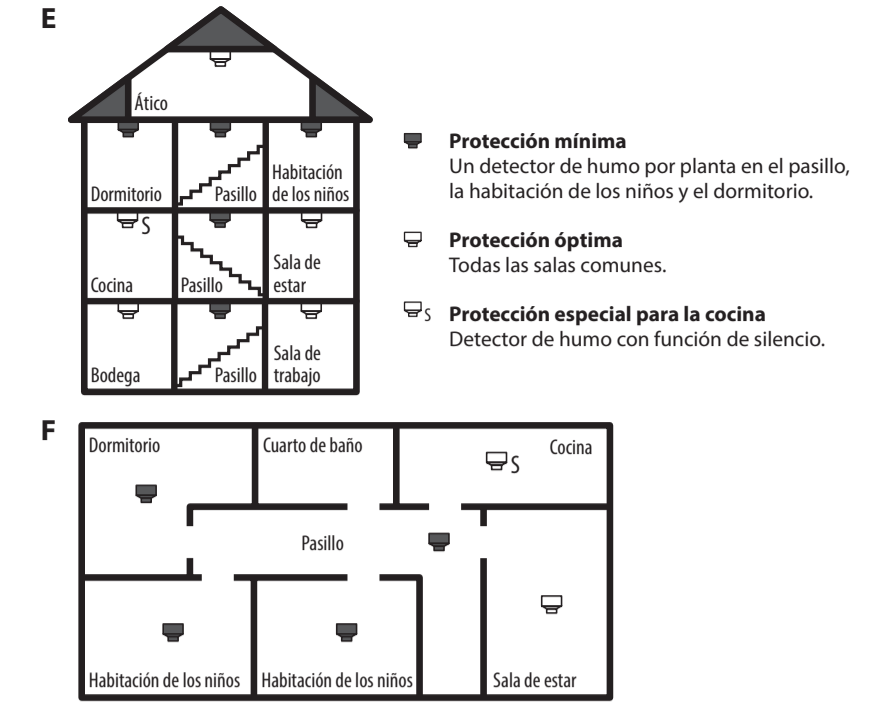 E
Ático
Dormitorio
Pasillo
Habitación
de los niños
S
Cocina
Pasillo
Sala de
estar
Bodega
Pasillo
Sala de
trabajo
Protección mínima
Un detector de humo por planta en el pasillo,
la habitación de los niños y el dormitorio.
Protección óptima
Todas las salas comunes.
S
Protección especial para la cocina
Detector de humo con función de silencio.
F
Dormitorio
Cuarto de baño
Cocina
S
Pasillo
Habitación de los niños
Habitación de los niños
Sala de estar